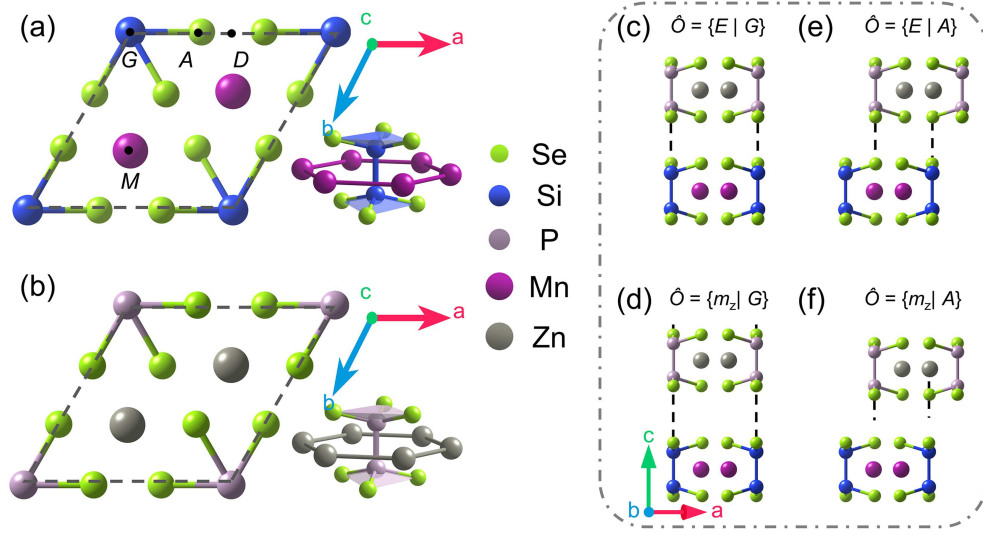 (a)
G
A
D
M
c
a
b
Se
Si
P
Mn
Zn
(b)
c
a
b
(c)
Ô = {E | G}
(e)
Ô = {E | A}
(d)
Ô = {m_z| G}
(f)
Ô = {m_z| A}
c
b
a